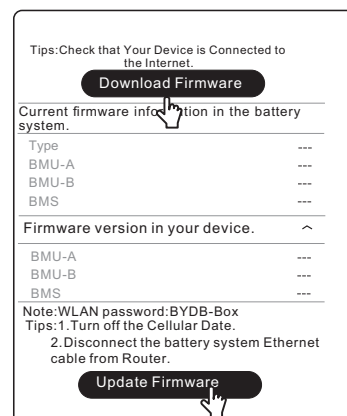 Tips:Check that Your Device is Connected to
the Internet.
Download Firmware
Current firmware information in the battery
system.
Type ---
BMU-A ---
BMU-B ---
BMS ---
Firmware version in your device.
BMU-A ---
BMU-B ---
BMS ---
Note:WLAN password:BYDB-Box
Tips:1.Turn off the Cellular Date.
2.Disconnect the battery system Ethernet
cable from Router.
Update Firmware